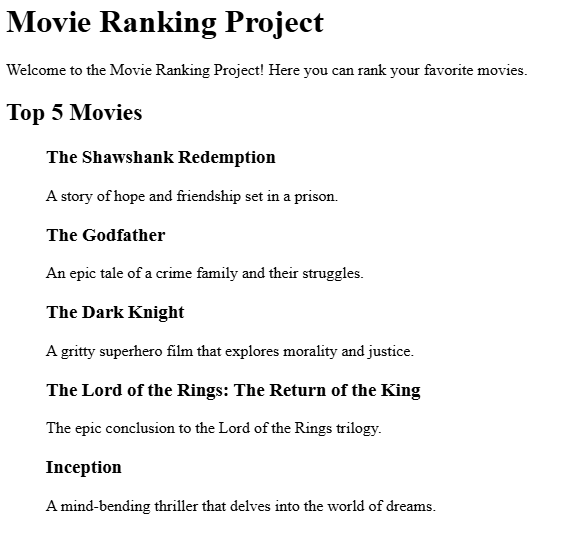 Movie Ranking Project
Welcome to the Movie Ranking Project! Here you can rank your favorite movies.
Top 5 Movies
The Shawshank Redemption
A story of hope and friendship set in a prison.
The Godfather
An epic tale of a crime family and their struggles.
The Dark Knight
A gritty superhero film that explores morality and justice.
The Lord of the Rings: The Return of the King
The epic conclusion to the Lord of the Rings trilogy.
Inception
A mind-bending thriller that delves into the world of dreams.